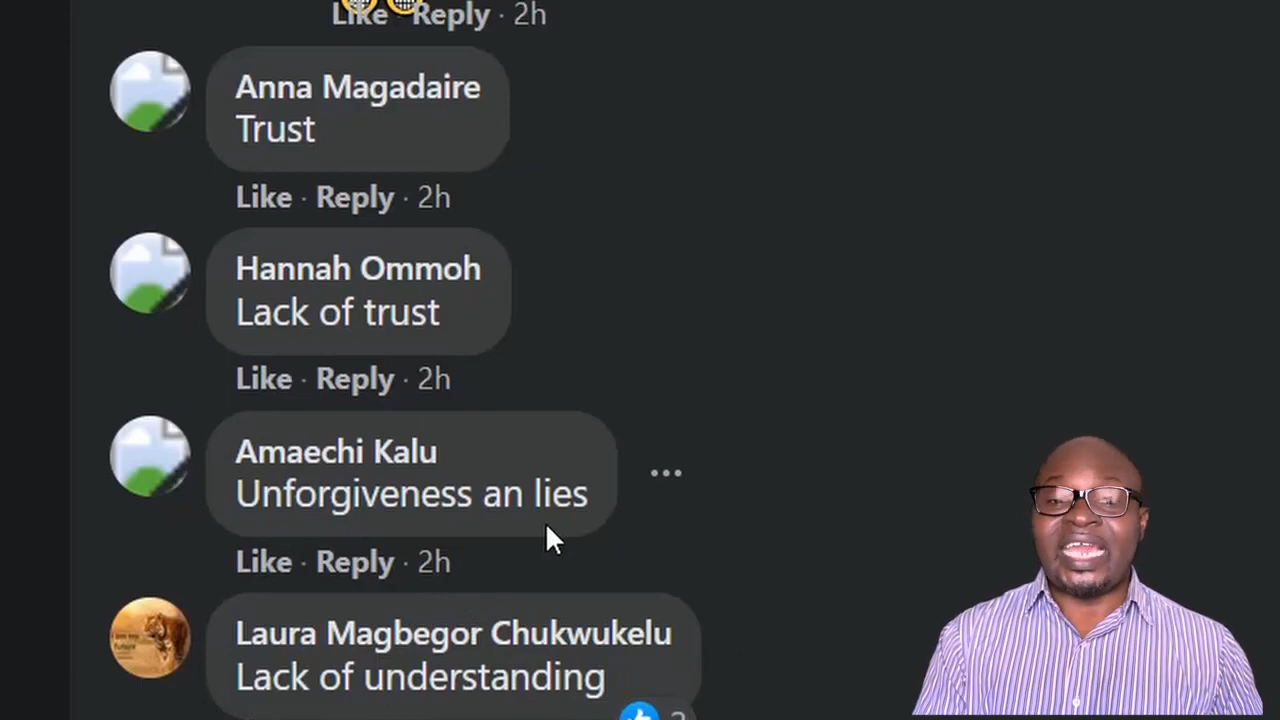 Like · Reply · 2h
Anna Magadaire
Trust
Like · Reply · 2h
Hannah Ommoh
Lack of trust
Like · Reply · 2h
Amaechi Kalu
Unforgiveness an lies
Like · Reply · 2h
Laura Magbegor Chukwukelu
Lack of understanding